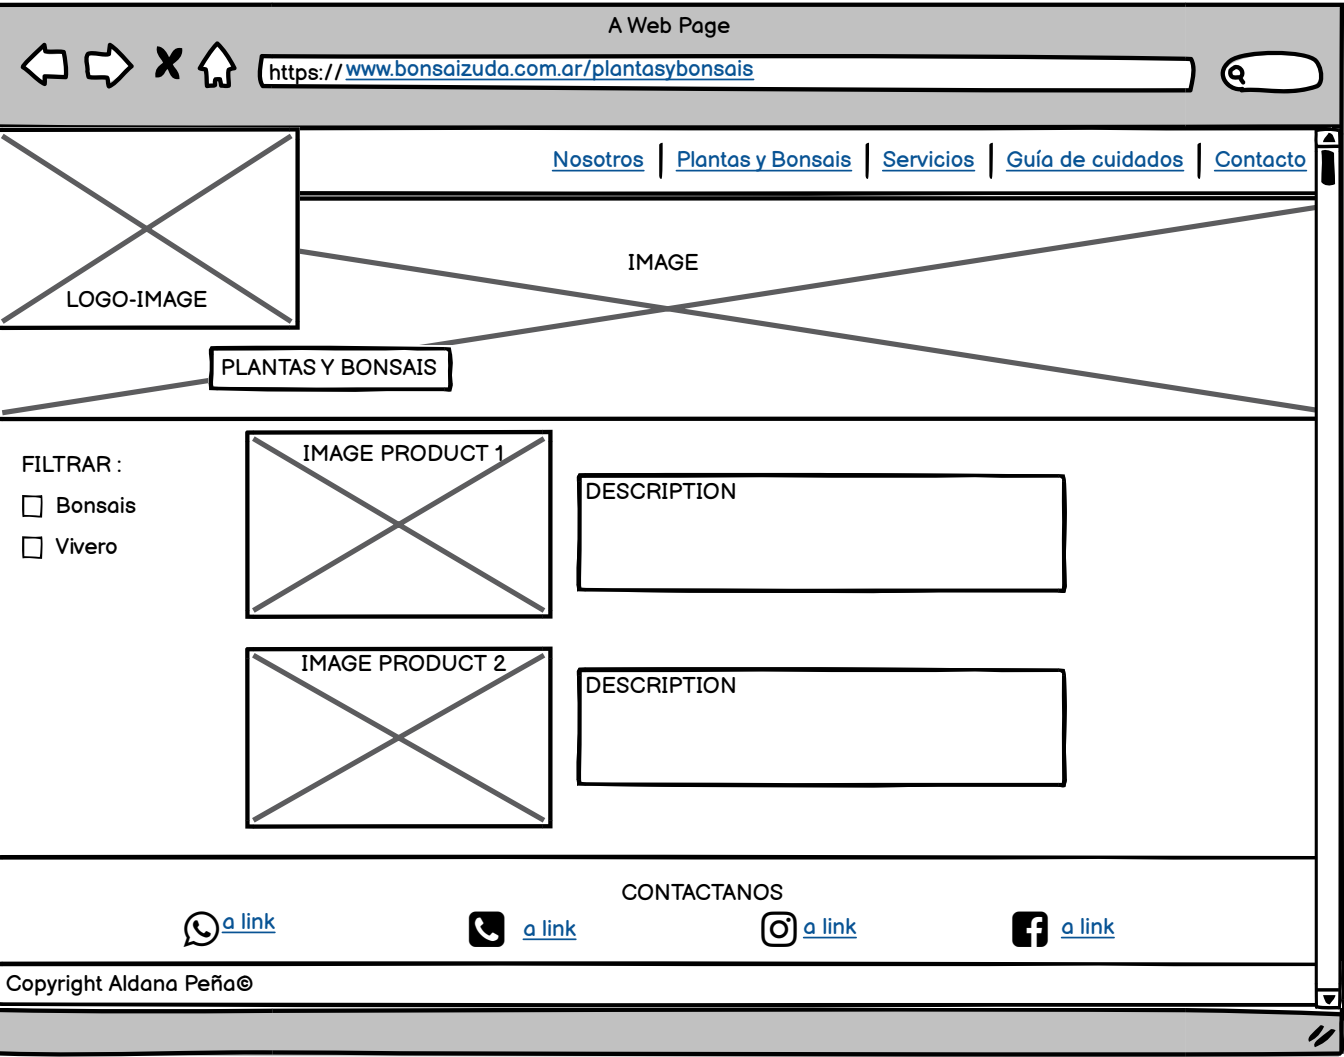 A Web Page
https:// www.bonsaizuda.com.ar/plantasybonsais
Nosotros | Plantas y Bonsais | Servicios | Guía de cuidados | Contacto
LOGO-IMAGE
IMAGE
PLANTAS Y BONSAIS
FILTRAR :
Bonsais
Vivero
IMAGE PRODUCT 1
DESCRIPTION
IMAGE PRODUCT 2
DESCRIPTION
CONTACTANOS
a link
a link
a link
a link
Copyright Aldana Peña©